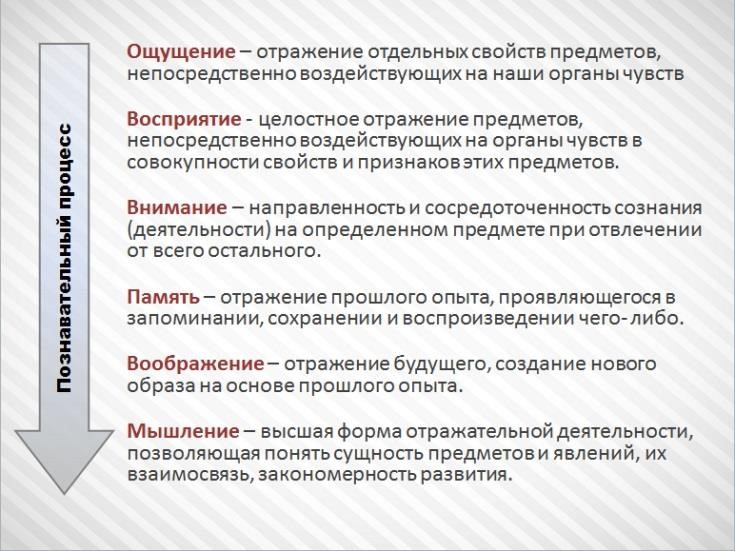 Познавательный процесс
Ощущение – отражение отдельных свойств предметов,
непосредственно воздействующих на наши органы чувств
Восприятие - целостное отражение предметов,
непосредственно воздействующих на органы чувств в
совокупности свойств и признаков этих предметов.
Внимание – направленность и сосредоточенность сознания
(деятельности) на определенном предмете при отвлечении
от всего остального.
Память – отражение прошлого опыта, проявляющегося в
запоминании, сохранении и воспроизведении чего- либо.
Воображение – отражение будущего, создание нового
образа на основе прошлого опыта.
Мышление – высшая форма отражательной деятельности,
позволяющая понять сущность предметов и явлений, их
взаимосвязь, закономерность развития.